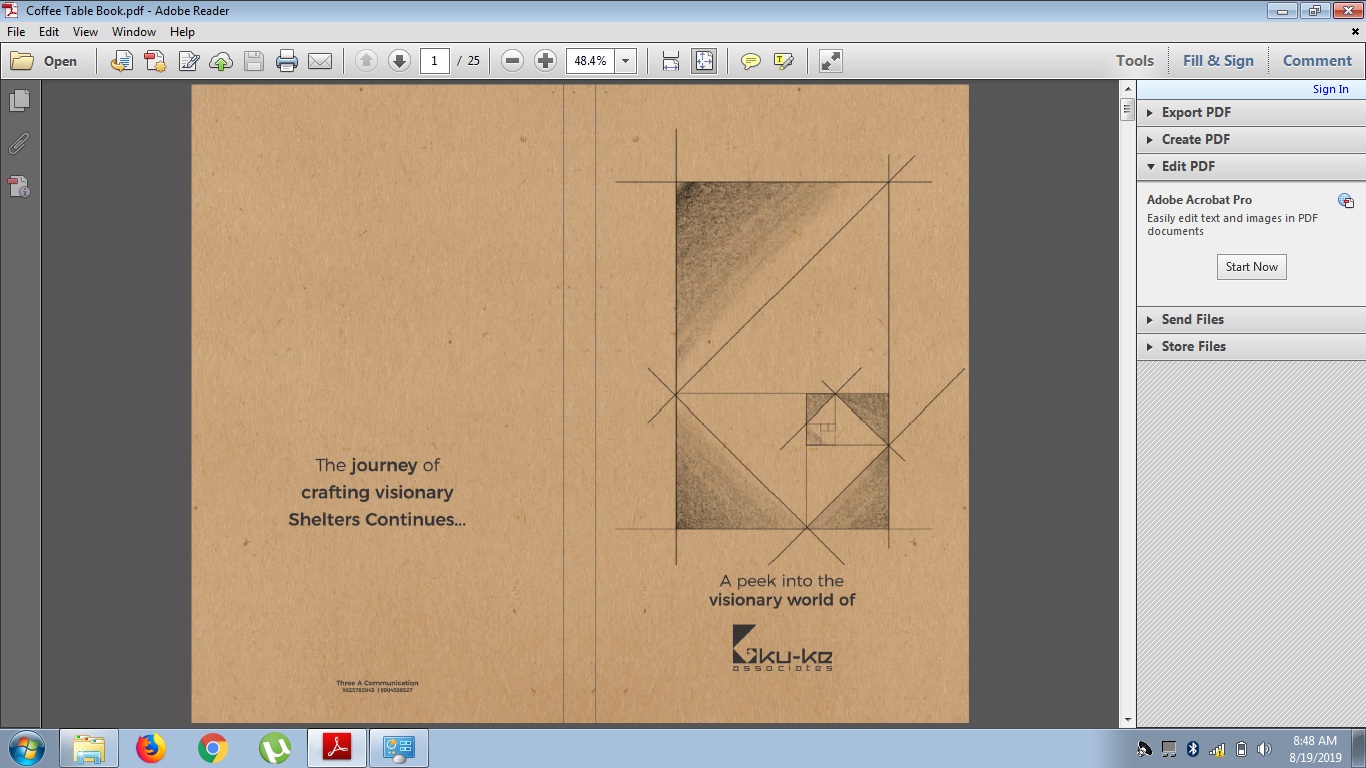 Coffee Table Book.pdf - Adobe Reader
File Edit View Window Help
Open 1 / 25 48.4% Tools Fill & Sign Comment
Sign In
Export PDF
Create PDF
Edit PDF
Adobe Acrobat Pro
Easily edit text and images in PDF
documents
Start Now
Send Files
Store Files
The journey of
crafting visionary
Shelters Continues...
Three A Communication
A peek into the
visionary world of
ku-ke
associates
8:48 AM
8/19/2019